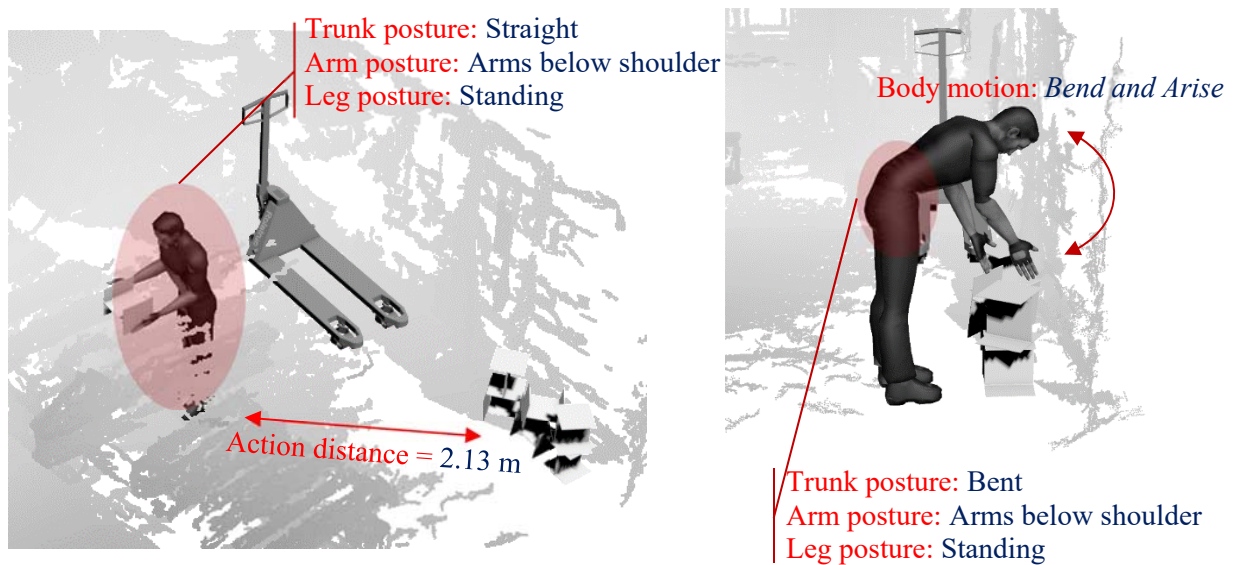 Trunk posture: Straight
Arm posture: Arms below shoulder
Leg posture: Standing
Action distance = 2.13 m
Body motion: Bend and Arise
Trunk posture: Bent
Arm posture: Arms below shoulder
Leg posture: Standing